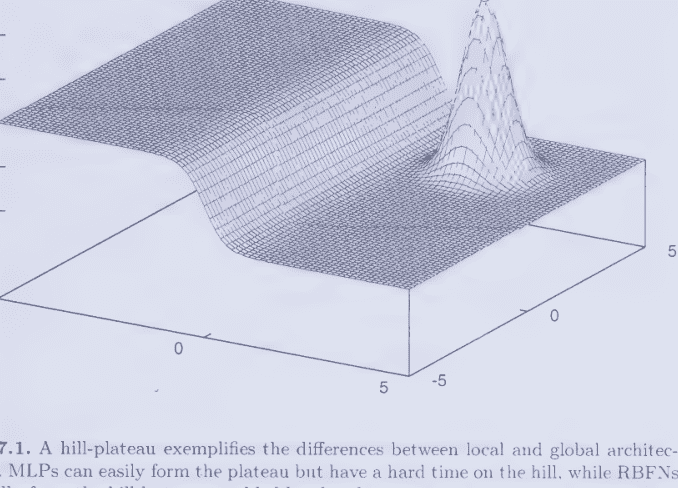 5
0
0
5
-5
7.1. A hill-plateau exemplifies the differences between local and global architec-
. MLPs can easily form the plateau but have a hard time on the hill, while RBFNs